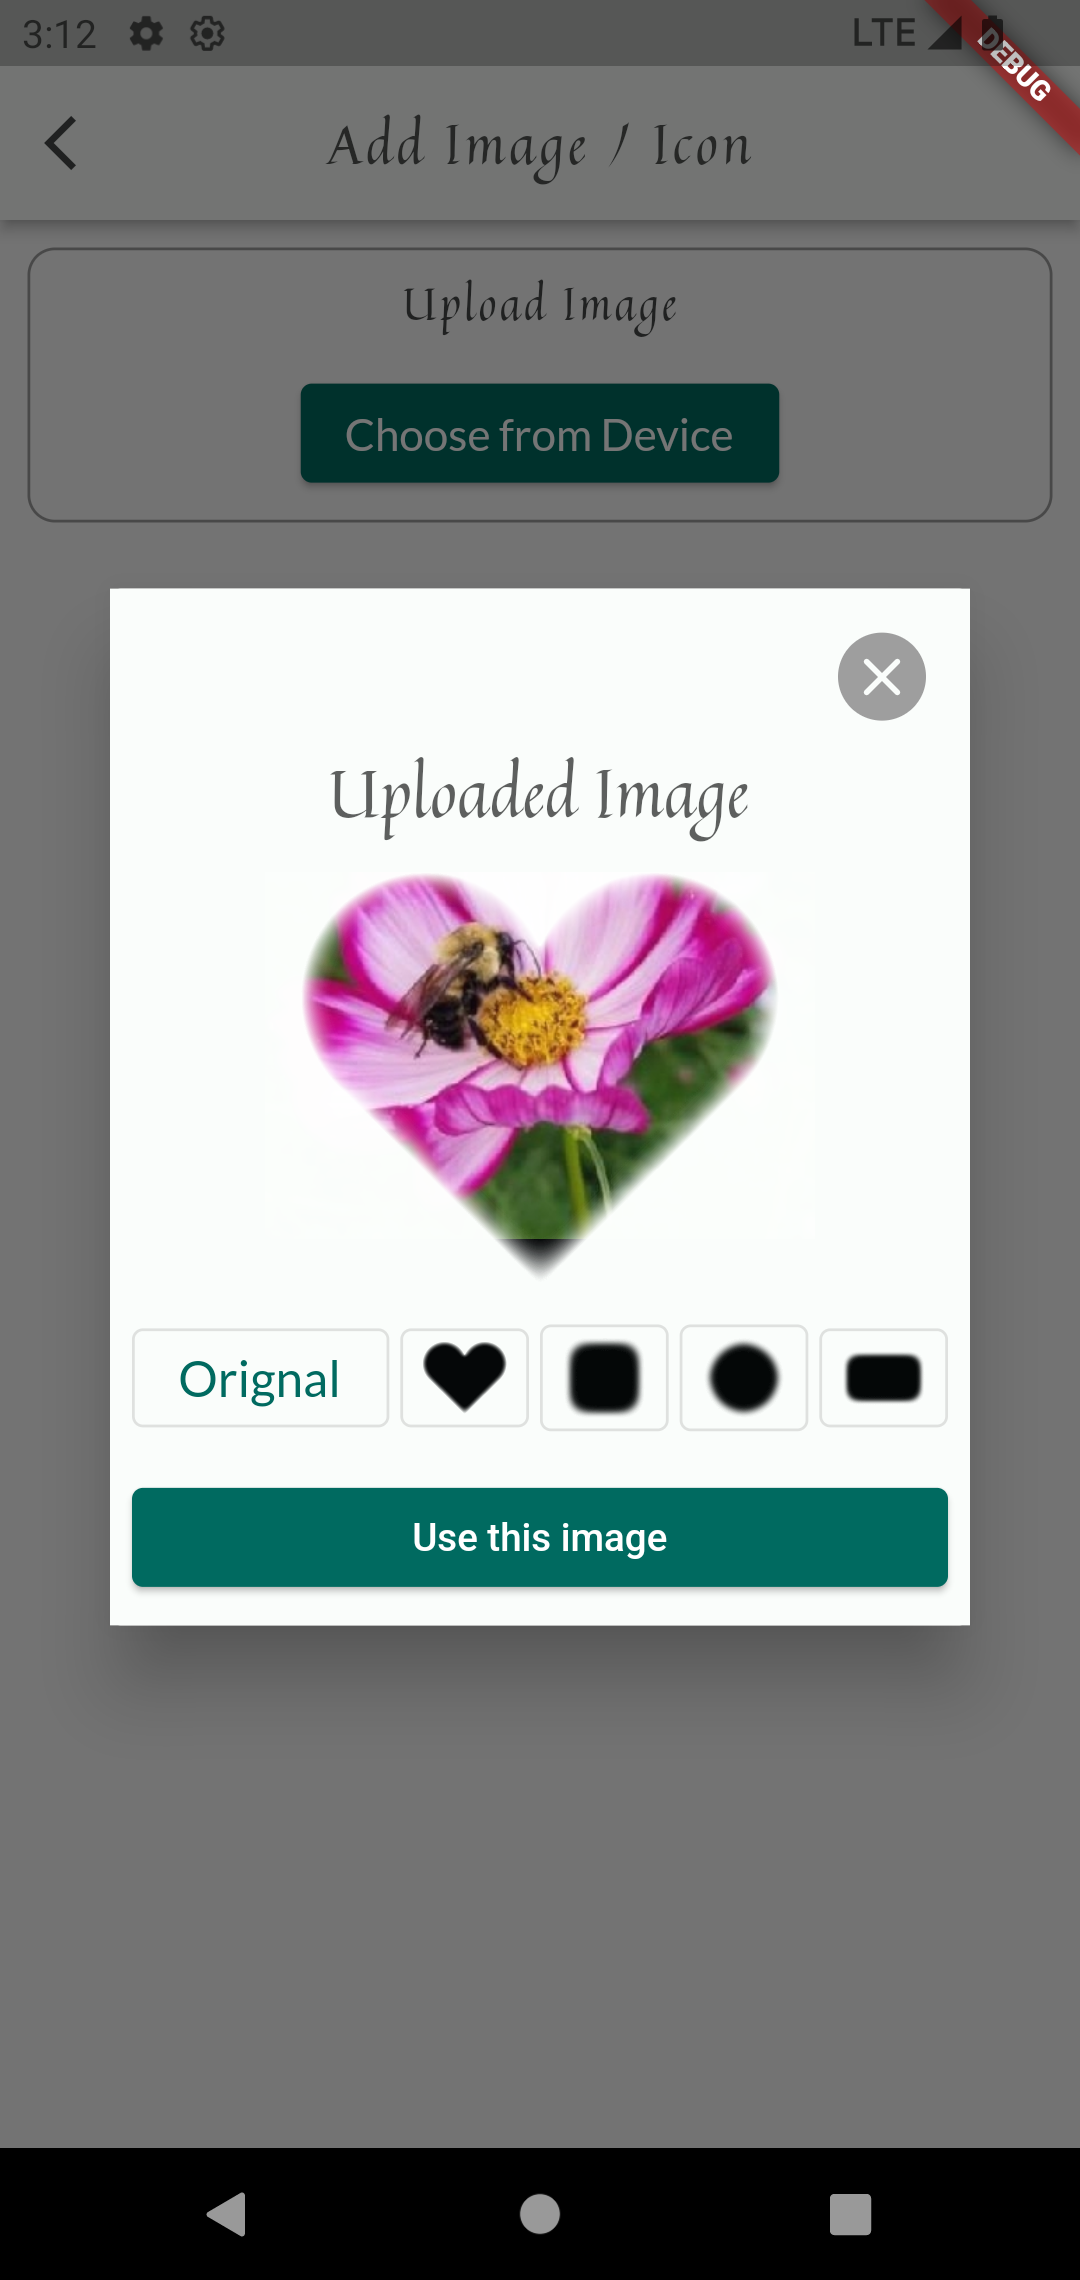 3:12 LTE
DEBUG
Add Image / Icon
Upload Image
Choose from Device
Uploaded Image
Orignal
Use this image